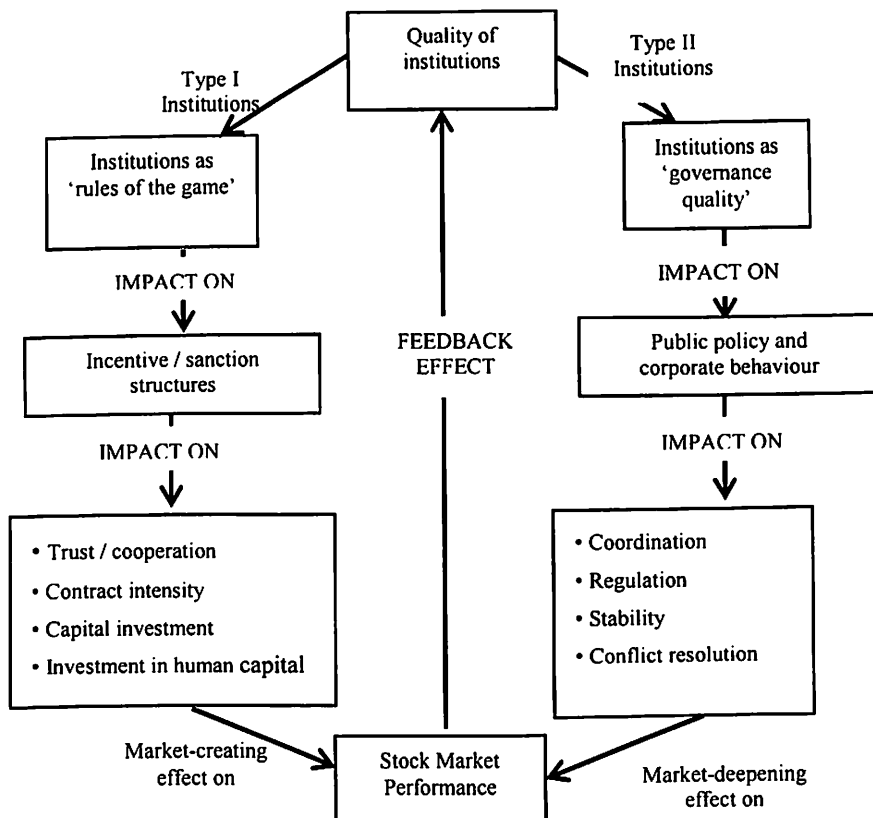 Quality of
institutions
Type I
Institutions
Type II
Institutions
Institutions as
‘rules of the game’
Institutions as
‘governance
quality’
IMPACT ON
IMPACT ON
Incentive / sanction
structures
FEEDBACK
EFFECT
Public policy and
corporate behaviour
IMPACT ON
IMPACT ON
• Trust / cooperation
• Contract intensity
• Capital investment
• Investment in human capital
• Coordination
• Regulation
• Stability
• Conflict resolution
Market-creating
effect on
Stock Market
Performance
Market-deepening
effect on